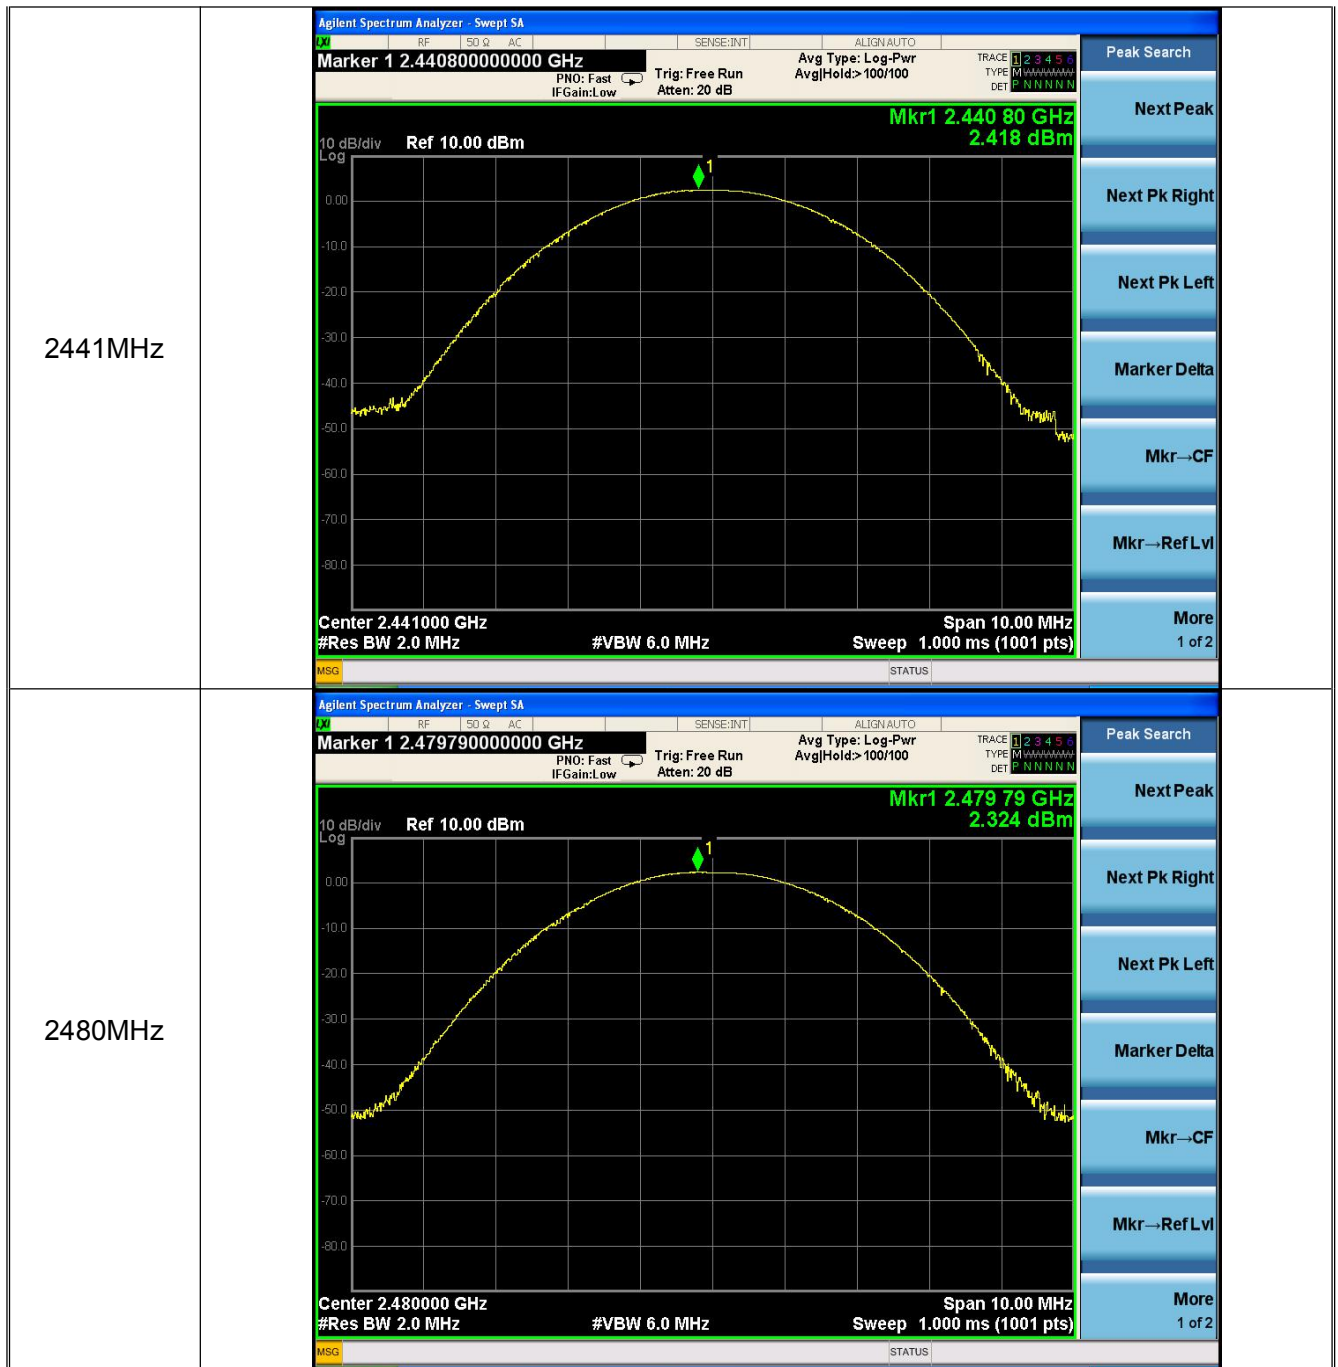 2441MHz
Agilent Spectrum Analyzer - Swept SA
LXI RF 50 Ω AC SENSE:INT ALIGNAUTO
Marker 1 2.440800000000 GHz
PNO: Fast
IFGain:Low
Trig: Free Run
Atten: 20 dB
Avg Type: Log-Pwr
Avg|Hold:>100/100
TRACE 1 2 3 4 5 6
TYPE M
DET P N N N N N
Mkr1 2.440 80 GHz
2.418 dBm
10 dB/div Ref 10.00 dBm
Log
1
0.00
-10.0
-20.0
-30.0
-40.0
-50.0
-60.0
-70.0
-80.0
Center 2.441000 GHz Span 10.00 MHz
#Res BW 2.0 MHz #VBW 6.0 MHz Sweep 1.000 ms (1001 pts)
MSG STATUS
Peak Search
Next Peak
Next Pk Right
Next Pk Left
Marker Delta
Mkr→CF
Mkr→Ref Lvl
More
1 of 2
2480MHz
Agilent Spectrum Analyzer - Swept SA
LXI RF 50 Ω AC SENSE:INT ALIGNAUTO
Marker 1 2.479790000000 GHz
PNO: Fast
IFGain:Low
Trig: Free Run
Atten: 20 dB
Avg Type: Log-Pwr
Avg|Hold:>100/100
TRACE 1 2 3 4 5 6
TYPE M
DET P N N N N N
Mkr1 2.479 79 GHz
2.324 dBm
10 dB/div Ref 10.00 dBm
Log
1
0.00
-10.0
-20.0
-30.0
-40.0
-50.0
-60.0
-70.0
-80.0
Center 2.480000 GHz Span 10.00 MHz
#Res BW 2.0 MHz #VBW 6.0 MHz Sweep 1.000 ms (1001 pts)
MSG STATUS
Peak Search
Next Peak
Next Pk Right
Next Pk Left
Marker Delta
Mkr→CF
Mkr→Ref Lvl
More
1 of 2